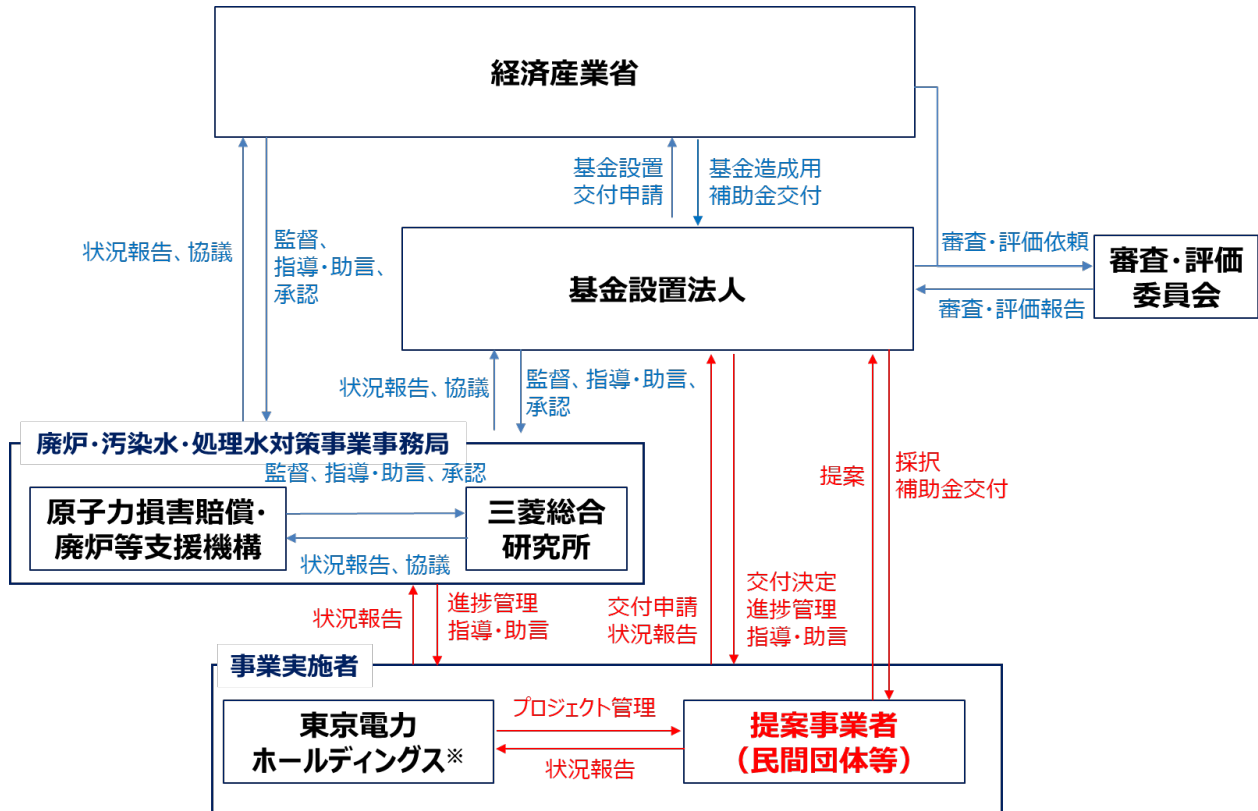 経済産業省
基金設置
交付申請
基金造成用
補助金交付
状況報告、協議
監督、
指導・助言、
承認
基金設置法人
審査・評価依頼
審査・評価
委員会
審査・評価報告
状況報告、協議
監督、指導・助言、
承認
廃炉・汚染水・処理水対策事業事務局
監督、指導・助言、承認
原子力損害賠償・
廃炉等支援機構
三菱総合
研究所
状況報告、協議
提案
採択
補助金交付
状況報告
進捗管理
指導・助言
交付申請
状況報告
交付決定
進捗管理
指導・助言
事業実施者
東京電力
ホールディングス※
プロジェクト管理
状況報告
提案事業者
（民間団体等）